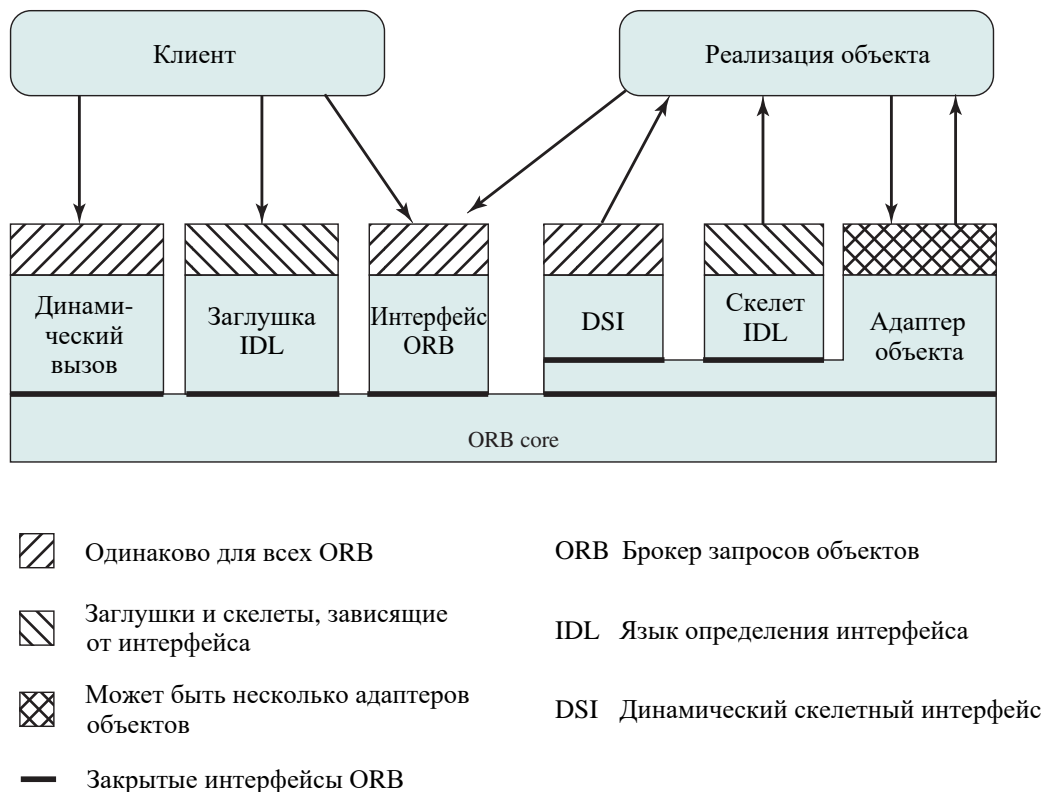 Клиент
Реализация объекта
Динами-
ческий
вызов
Заглушка
IDL
Интерфейс
ORB
DSI
Скелет
IDL
Адаптер
объекта
ORB core
Одинаково для всех ORB
Заглушки и скелеты, зависящие
от интерфейса
Может быть несколько адаптеров
объектов
Закрытые интерфейсы ORB
ORB Брокер запросов объектов
IDL Язык определения интерфейса
DSI Динамический скелетный интерфейс